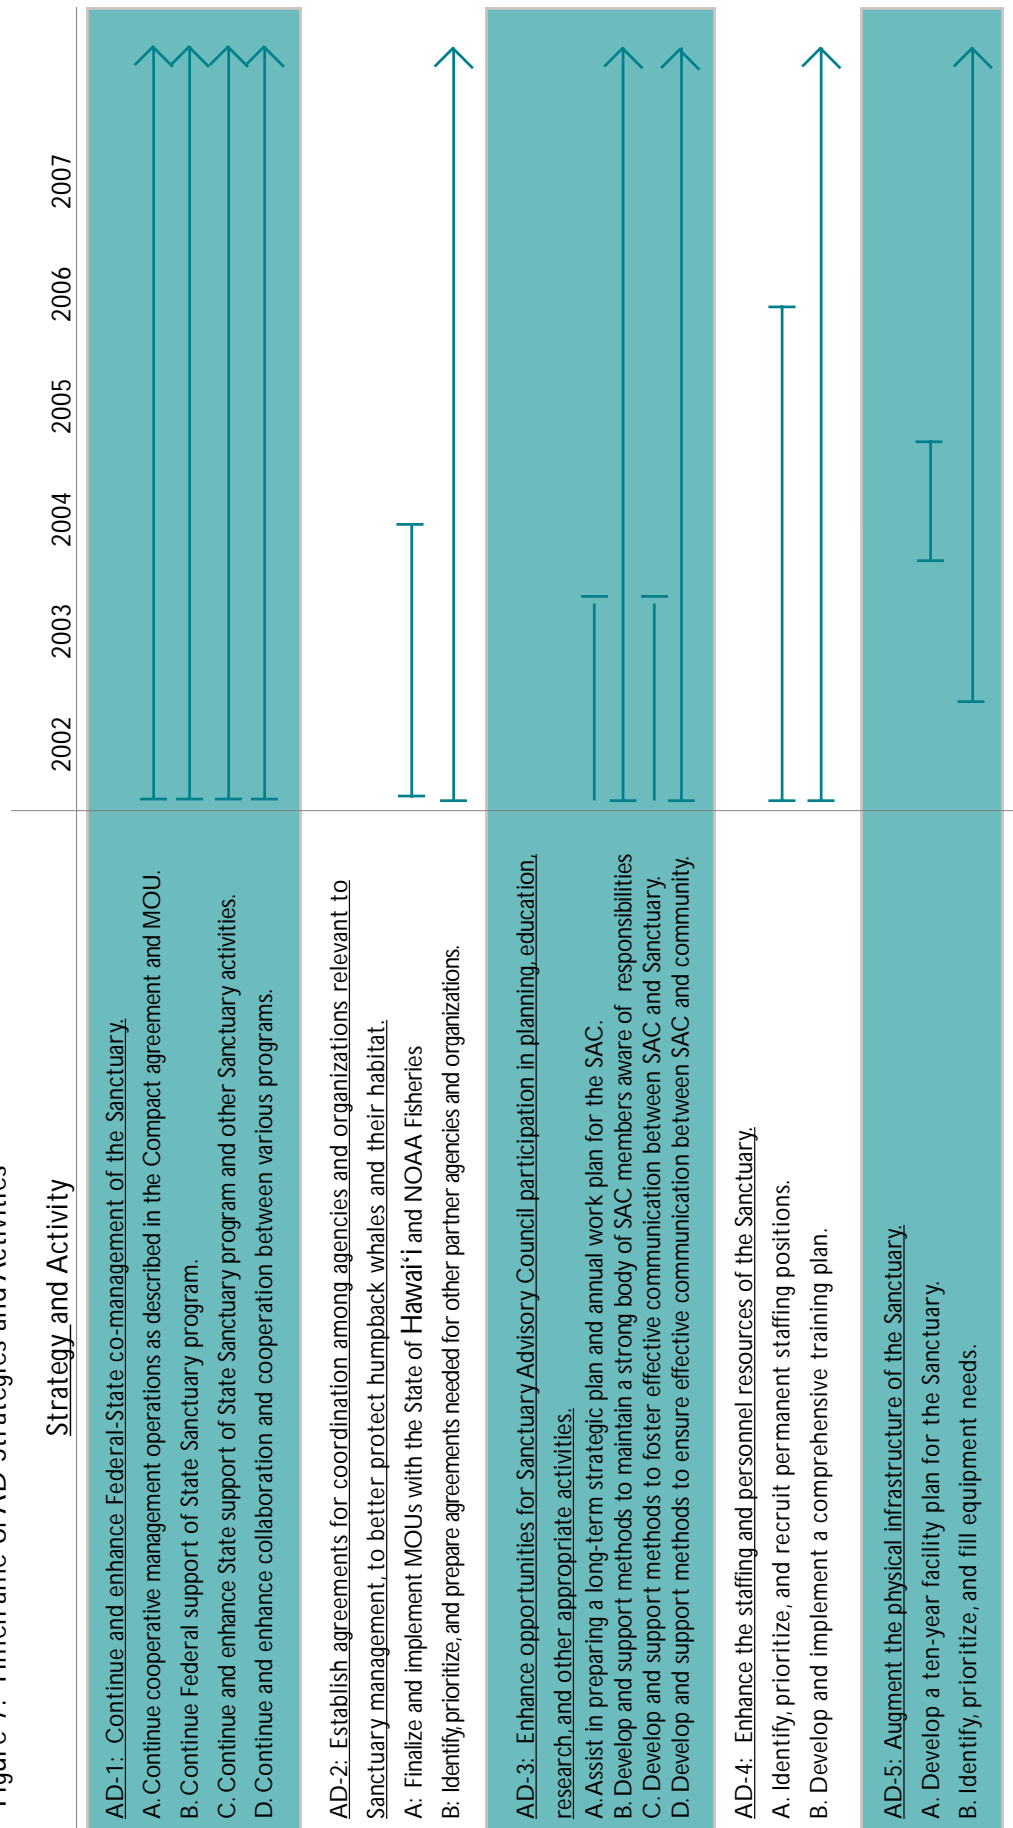 Strategy and Activity
2002 2003 2004 2005 2006 2007
AD-1: Continue and enhance Federal-State co-management of the Sanctuary.
A. Continue cooperative management operations as described in the Compact agreement and MOU.
B. Continue Federal support of State Sanctuary program.
C. Continue and enhance State support of State Sanctuary program and other Sanctuary activities.
D. Continue and enhance collaboration and cooperation between various programs.
AD-2: Establish agreements for coordination among agencies and organizations relevant to
Sanctuary management, to better protect humpback whales and their habitat.
A: Finalize and implement MOUs with the State of Hawai‘i and NOAA Fisheries
B: Identify, prioritize, and prepare agreements needed for other partner agencies and organizations.
AD-3: Enhance opportunities for Sanctuary Advisory Council participation in planning, education,
research, and other appropriate activities.
A. Assist in preparing a long-term strategic plan and annual work plan for the SAC.
B. Develop and support methods to maintain a strong body of SAC members aware of responsibilities
C. Develop and support methods to foster effective communication between SAC and Sanctuary.
D. Develop and support methods to ensure effective communication between SAC and community.
AD-4: Enhance the staffing and personnel resources of the Sanctuary.
A. Identify, prioritize, and recruit permanent staffing positions.
B. Develop and implement a comprehensive training plan.
AD-5: Augment the physical infrastructure of the Sanctuary.
A. Develop a ten-year facility plan for the Sanctuary.
B. Identify, prioritize, and fill equipment needs.